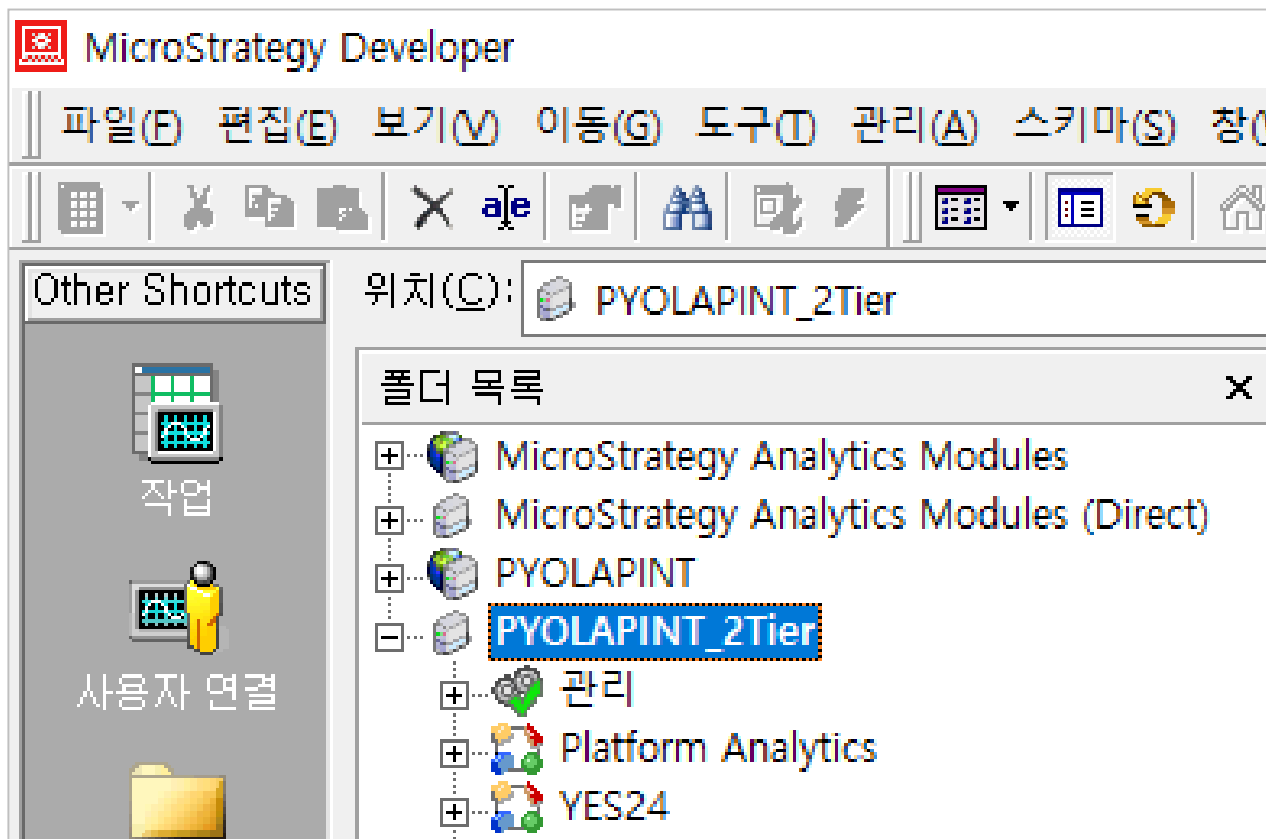 MicroStrategy Developer
파일(F) 편집(E) 보기(V) 이동(G) 도구(T) 관리(A) 스키마(S) 창(
Other Shortcuts
위치(C): PYOLAPINT_2Tier
폴더 목록
MicroStrategy Analytics Modules
MicroStrategy Analytics Modules (Direct)
PYOLAPINT
PYOLAPINT_2Tier
관리
Platform Analytics
YES24
작업
사용자 연결